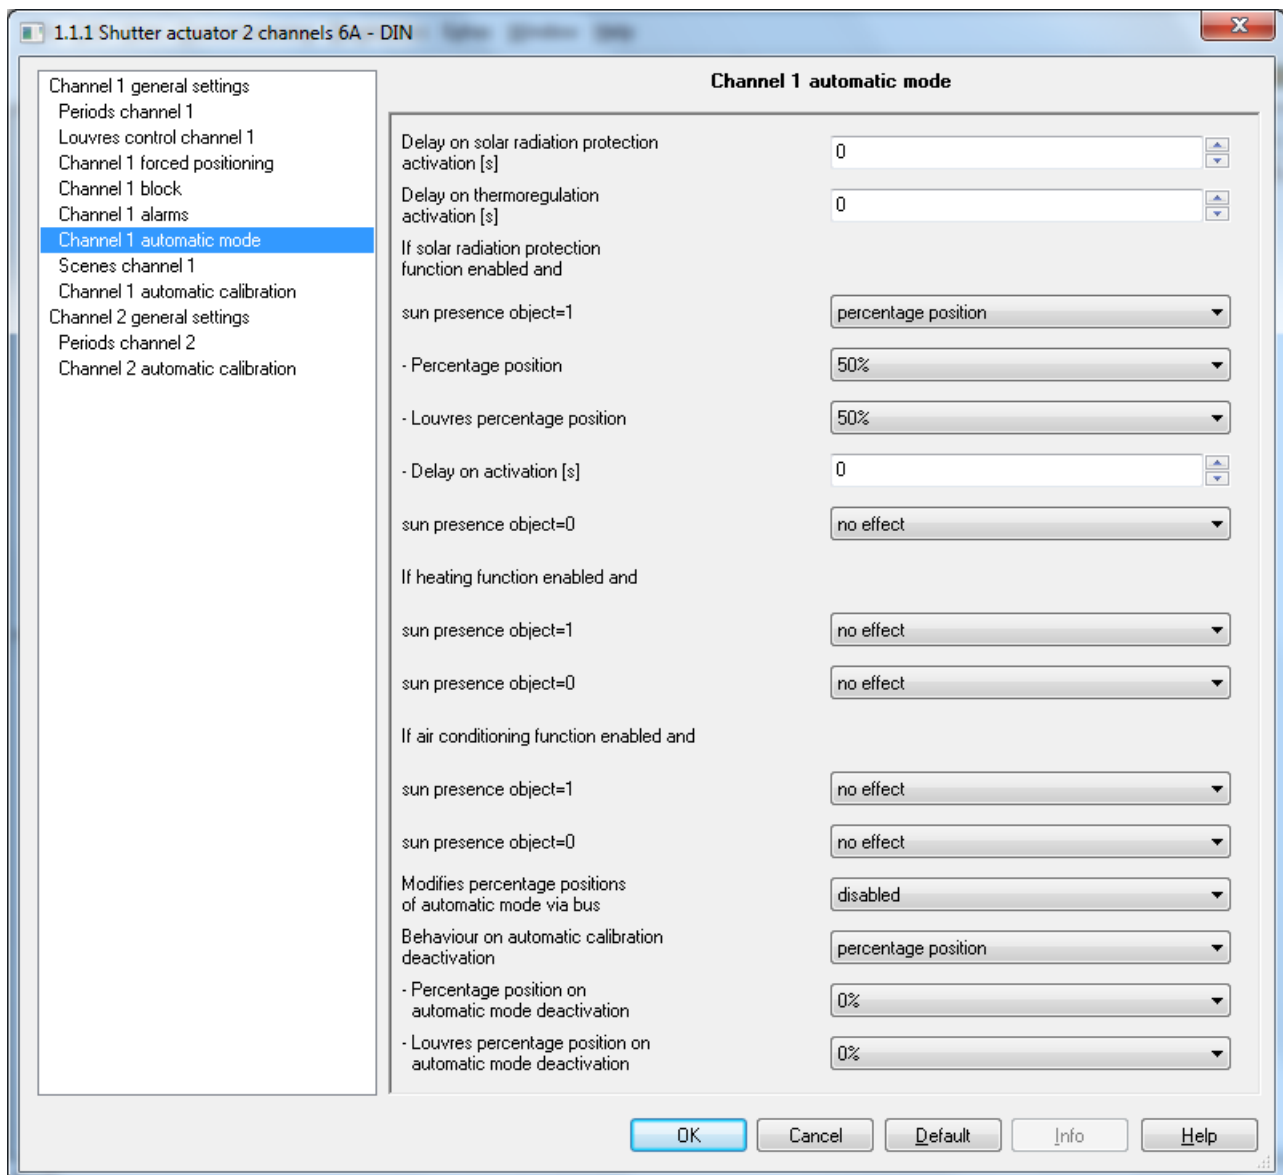 1.1.1 Shutter actuator 2 channels 6A - DIN
Channel 1 general settings
Periods channel 1
Louvres control channel 1
Channel 1 forced positioning
Channel 1 block
Channel 1 alarms
Channel 1 automatic mode
Scenes channel 1
Channel 1 automatic calibration
Channel 2 general settings
Periods channel 2
Channel 2 automatic calibration
Channel 1 automatic mode
Delay on solar radiation protection
activation [s]
0
Delay on thermoregulation
activation [s]
0
If solar radiation protection
function enabled and
sun presence object=1
percentage position
- Percentage position
50%
- Louvres percentage position
50%
- Delay on activation [s]
0
sun presence object=0
no effect
If heating function enabled and
sun presence object=1
no effect
sun presence object=0
no effect
If air conditioning function enabled and
sun presence object=1
no effect
sun presence object=0
no effect
Modifies percentage positions
of automatic mode via bus
disabled
Behaviour on automatic calibration
deactivation
percentage position
- Percentage position on
automatic mode deactivation
0%
- Louvres percentage position on
automatic mode deactivation
0%
OK
Cancel
Default
Info
Help